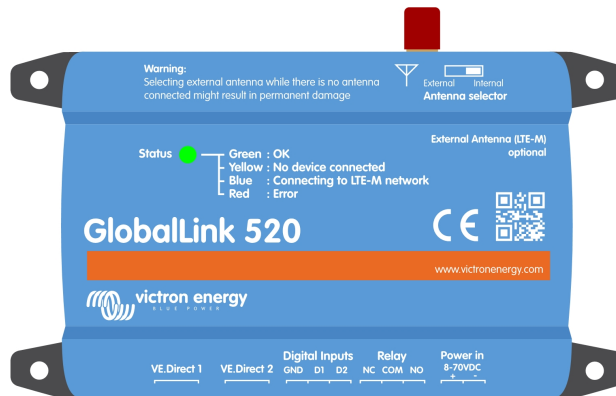 Warning:
Selecting external antenna while there is no antenna
connected might result in permanent damage
External Internal
Antenna selector
External Antenna (LTE-M)
optional
Status
Green : OK
Yellow : No device connected
Blue : Connecting to LTE-M network
Red : Error
GlobalLink 520
CE
www.victronenergy.com
victron energy
BLUE POWER
VE.Direct 1
VE.Direct 2
Digital Inputs
GND D1 D2
Relay
NC COM NO
Power in
8-70VDC
+ -